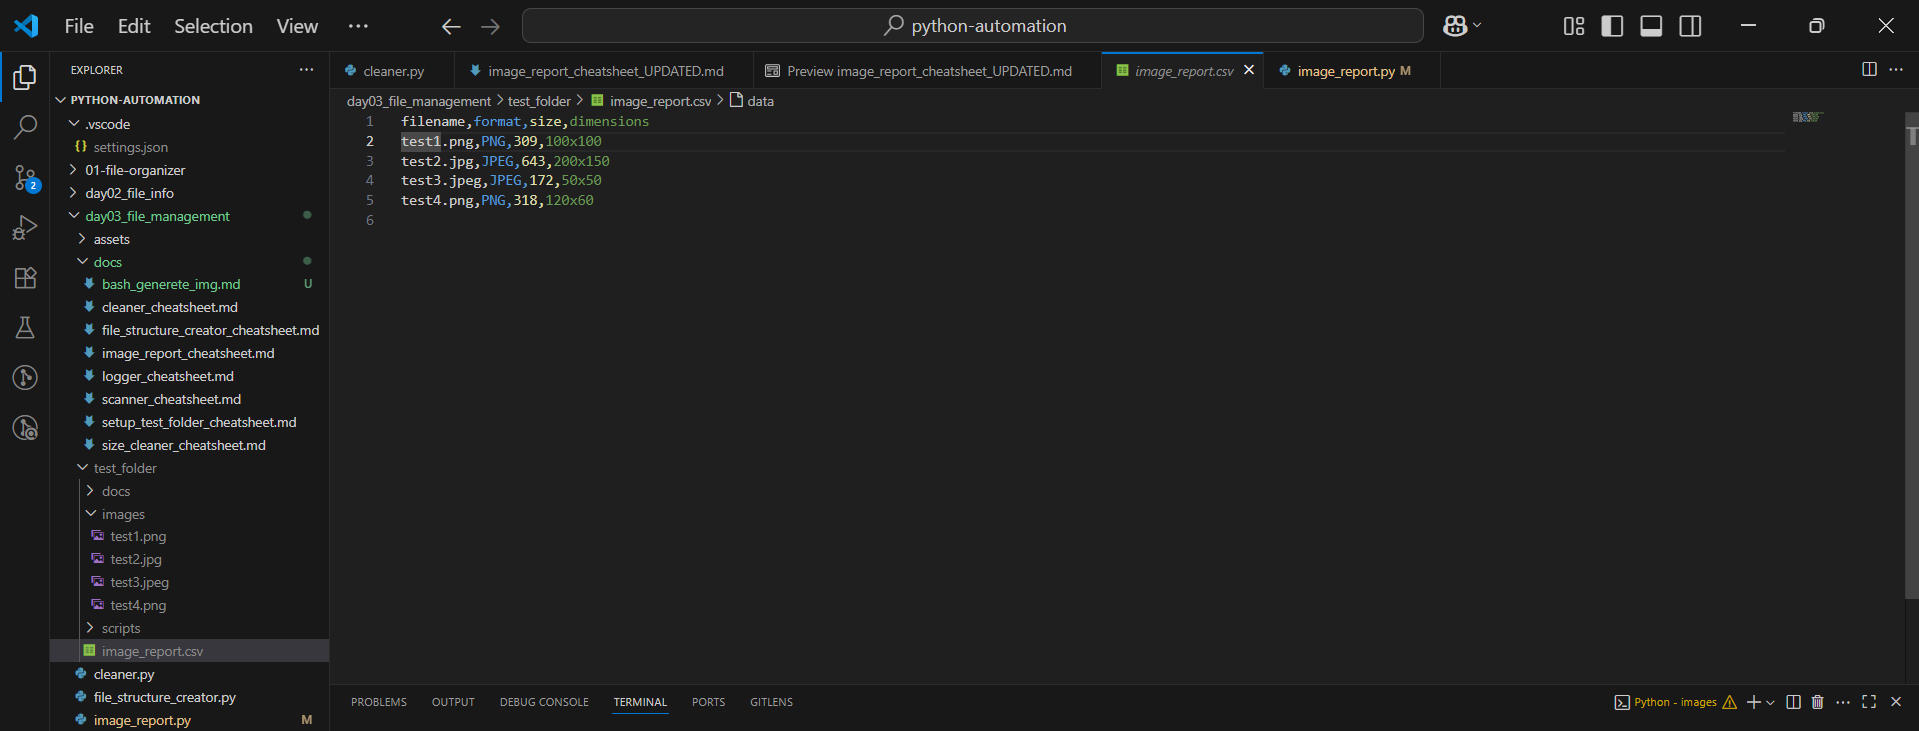 File Edit Selection View ··· python-automation
EXPLORER ···
PYTHON-AUTOMATION
.vscode
{} settings.json
01-file-organizer
day02_file_info
2
day03_file_management
assets
docs
bash_generete_img.md U
cleaner_cheatsheet.md
file_structure_creator_cheatsheet.md
image_report_cheatsheet.md
logger_cheatsheet.md
scanner_cheatsheet.md
setup_test_folder_cheatsheet.md
size_cleaner_cheatsheet.md
test_folder
docs
images
test1.png
test2.jpg
test3.jpeg
test4.png
scripts
image_report.csv
cleaner.py
file_structure_creator.py
image_report.py M
cleaner.py image_report_cheatsheet_UPDATED.md Preview image_report_cheatsheet_UPDATED.md image_report.csv image_report.py M
day03_file_management > test_folder > image_report.csv > data
1 filename,format,size,dimensions
2 test1.png,PNG,309,100x100
3 test2.jpg,JPEG,643,200x150
4 test3.jpeg,JPEG,172,50x50
5 test4.png,PNG,318,120x60
6
PROBLEMS OUTPUT DEBUG CONSOLE TERMINAL PORTS GITLENS Python - images